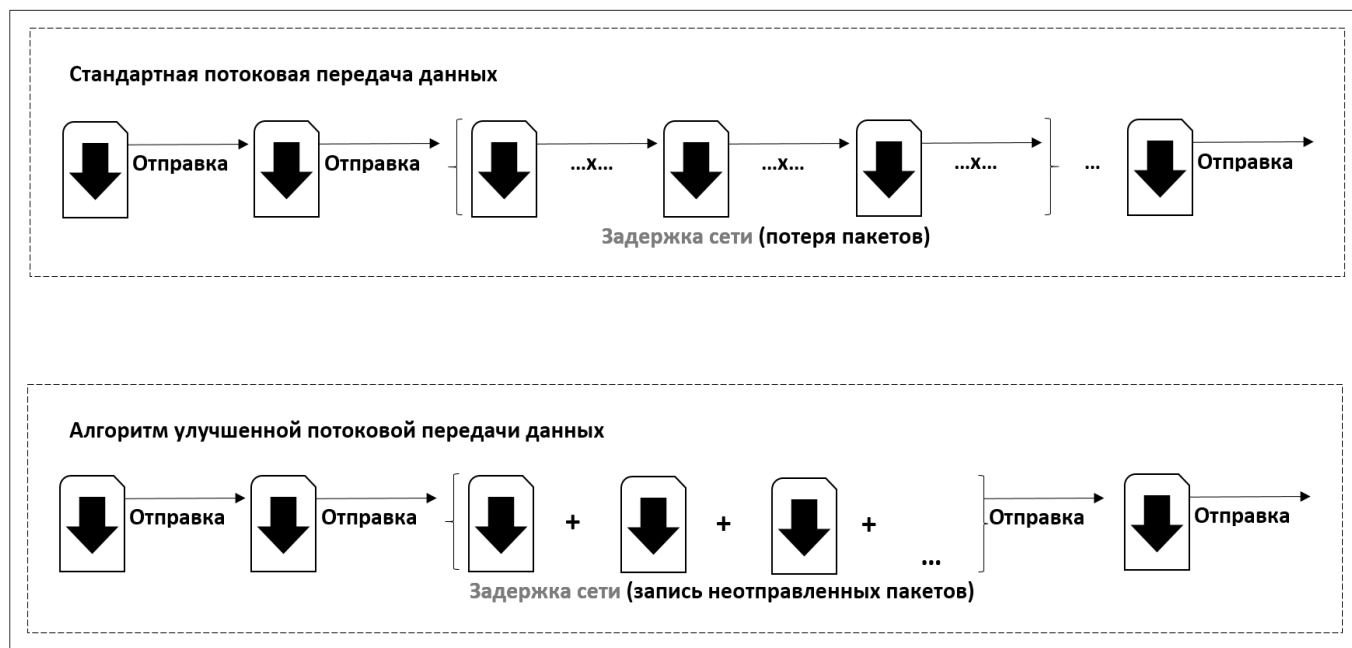 Стандартная потоковая передача данных
Отправка Отправка ...x... ...x... ...x... ... Отправка
Задержка сети (потеря пакетов)
Алгоритм улучшенной потоковой передачи данных
Отправка Отправка + + + ... Отправка Отправка
Задержка сети (запись неотправленных пакетов)